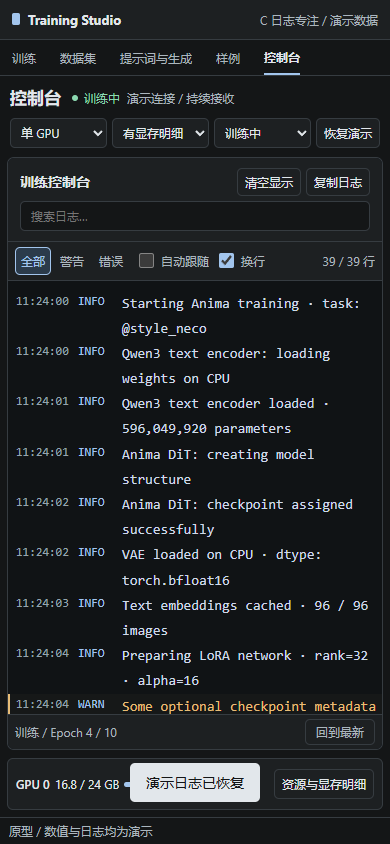 Training Studio
C 日志专注 / 演示数据
训练 数据集 提示词与生成 样例 控制台
控制台 训练中 演示连接 / 持续接收
单 GPU 有显存明细 训练中 恢复演示
训练控制台 清空显示 复制日志
搜索日志...
全部 警告 错误 自动跟随 换行 39 / 39 行
11:24:00 INFO Starting Anima training · task:
@style_neco
11:24:00 INFO Qwen3 text encoder: loading
weights on CPU
11:24:01 INFO Qwen3 text encoder loaded ·
596,049,920 parameters
11:24:01 INFO Anima DiT: creating model
structure
11:24:02 INFO Anima DiT: checkpoint assigned
successfully
11:24:02 INFO VAE loaded on CPU · dtype:
torch.bfloat16
11:24:03 INFO Text embeddings cached · 96 / 96
images
11:24:03 INFO Preparing LoRA network · rank=32
· alpha=16
11:24:04 WARN Some optional checkpoint metadata
训练 / Epoch 4 / 10 回到最新
GPU 0 16.8 / 24 GB 演示日志已恢复 资源与显存明细
原型 / 数值与日志均为演示